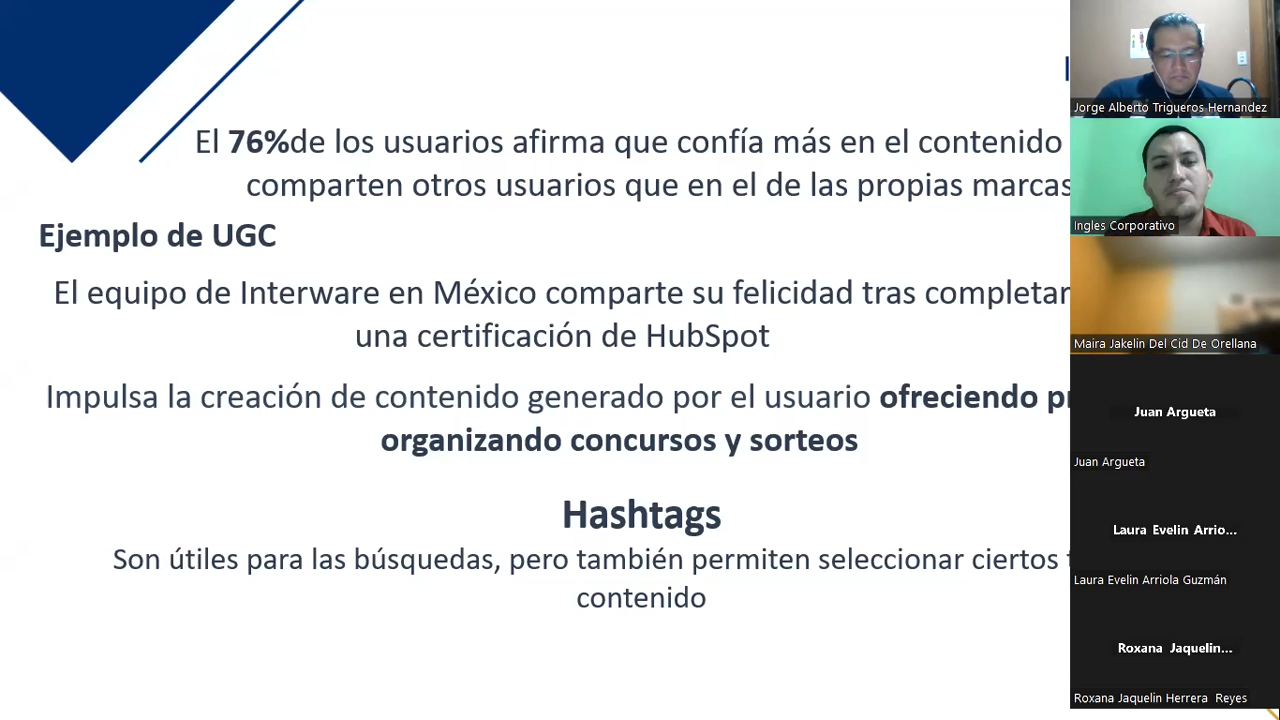 El 76%de los usuarios afirma que confía más en el contenido
comparten otros usuarios que en el de las propias marcas
Ejemplo de UGC
El equipo de Interware en México comparte su felicidad tras completar
una certificación de HubSpot
Impulsa la creación de contenido generado por el usuario ofreciendo
organizando concursos y sorteos
Hashtags
Son útiles para las búsquedas, pero también permiten seleccionar ciertos
contenido
Jorge Alberto Trigueros Hernandez
Ingles Corporativo
Maira Jakelin Del Cid De Orellana
Juan Argueta
Juan Argueta
Laura Evelin Arrio...
Laura Evelin Arriola Guzmán
Roxana Jaquelin...
Roxana Jaquelin Herrera Reyes